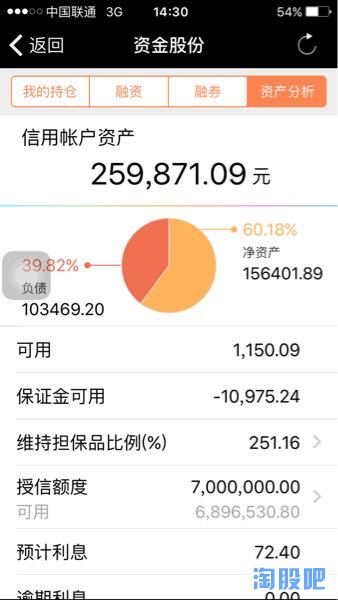 中国联通 3G 14:30 54%
返回 资金股份
我的持仓 融资 融券 资产分析
信用帐户资产
259,871.09 元
60.18%
净资产
156401.89
39.82%
负债
103469.20
可用 1,150.09
保证金可用 -10,975.24
维持担保品比例(%) 251.16
授信额度 7,000,000.00
可用 6,896,530.80
预计利息 72.40
逾期利息 0.00
淘股吧